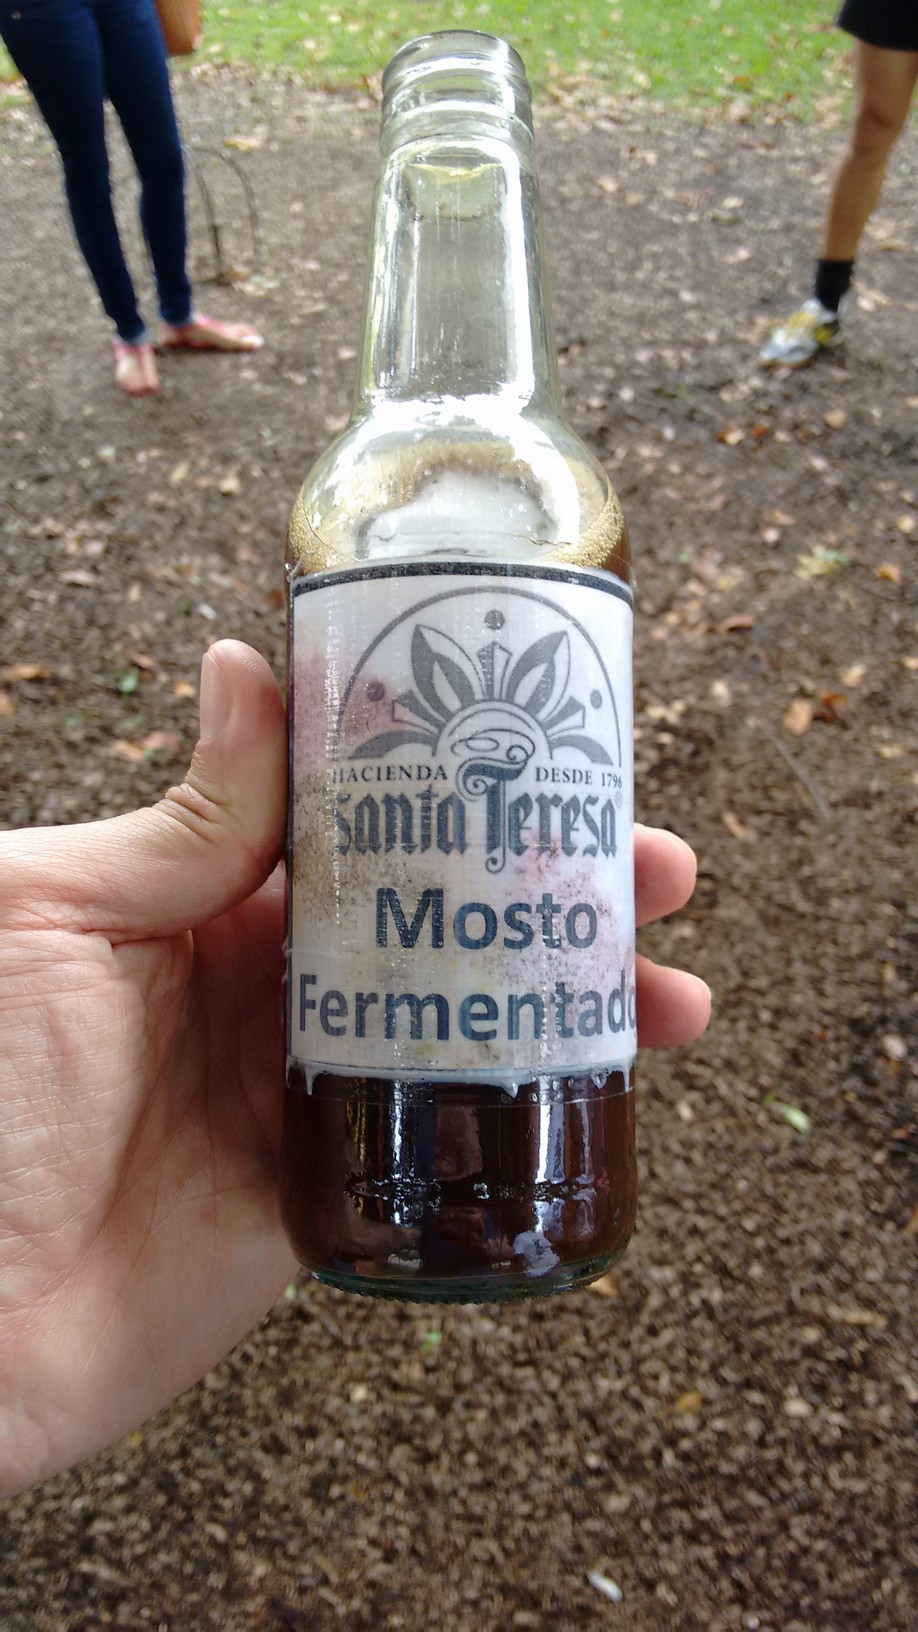 HACIENDA DESDE 1796
Santa Teresa®
Mosto
Fermentado